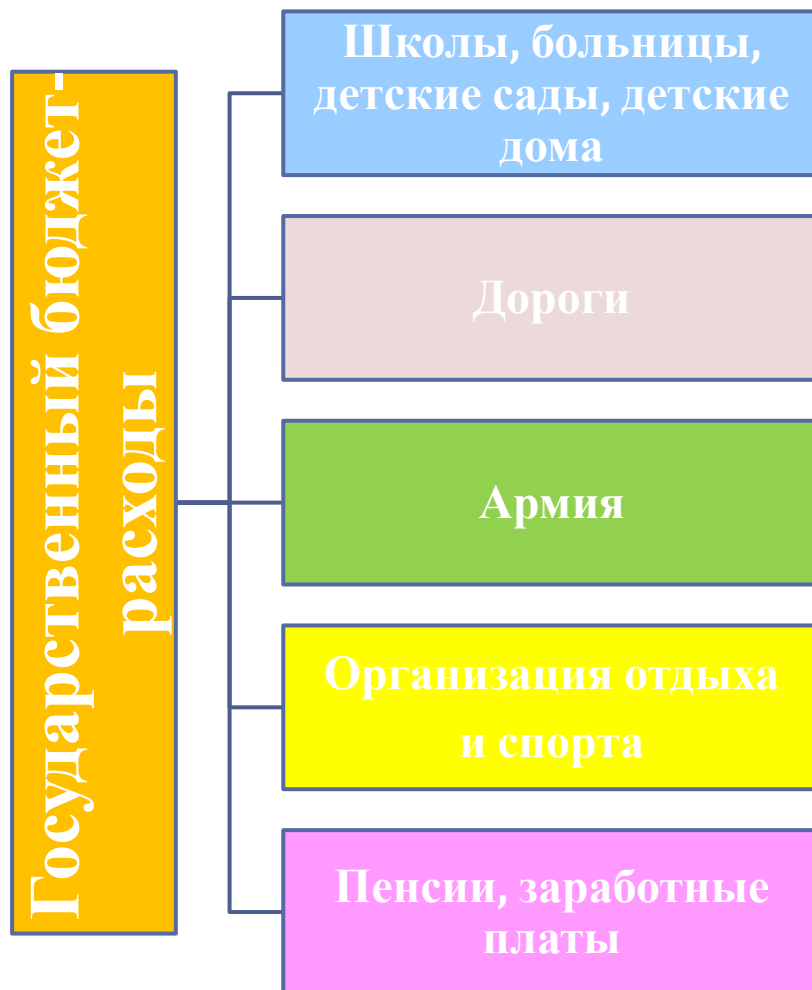 Государственный бюджет-
расходы
Школы, больницы,
детские сады, детские
дома
Дороги
Армия
Организация отдыха
и спорта
Пенсии, заработные
платы